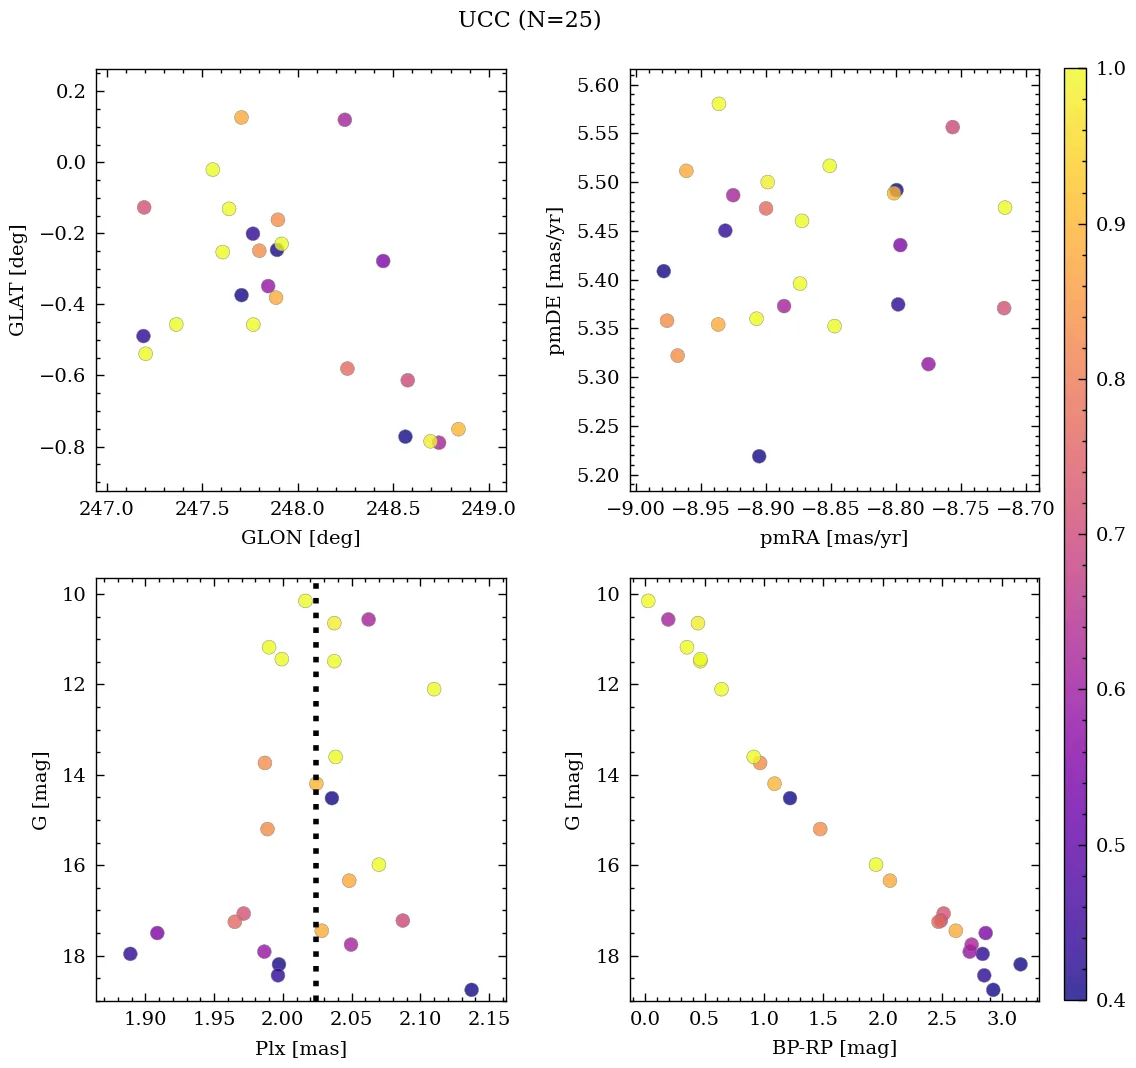 UCC (N=25)
0.2
0.0
−0.2
−0.4
−0.6
−0.8
GLAT [deg]
247.0 247.5 248.0 248.5 249.0
GLON [deg]
5.60
5.55
5.50
5.45
5.40
5.35
5.30
5.25
5.20
pmDE [mas/yr]
−9.00 −8.95 −8.90 −8.85 −8.80 −8.75 −8.70
pmRA [mas/yr]
10
12
14
16
18
G [mag]
1.90 1.95 2.00 2.05 2.10 2.15
Plx [mas]
10
12
14
16
18
G [mag]
0.0 0.5 1.0 1.5 2.0 2.5 3.0
BP-RP [mag]
1.0
0.9
0.8
0.7
0.6
0.5
0.4